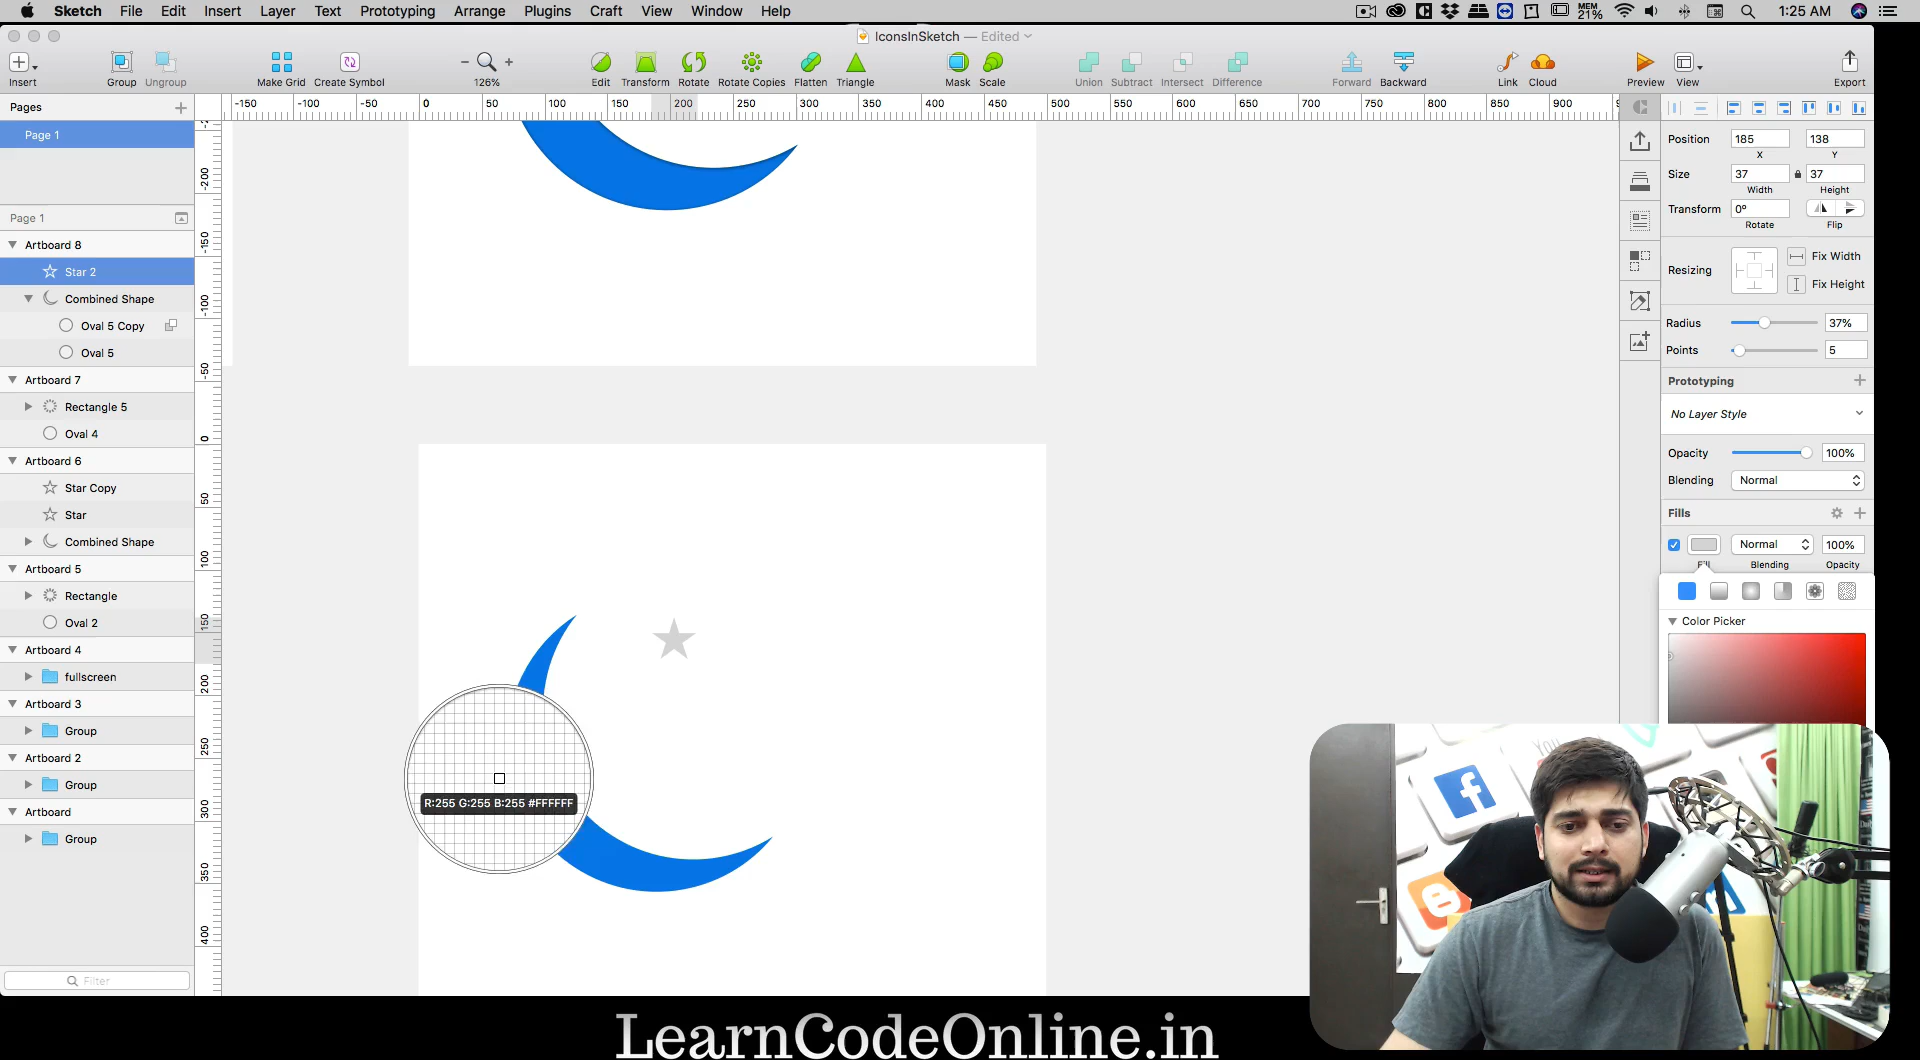 Sketch File Edit Insert Layer Text Prototyping Arrange Plugins Craft View Window Help MEM 21% 1:25 AM
IconsInSketch — Edited
Insert Group Ungroup Make Grid Create Symbol 126% Edit Transform Rotate Rotate Copies Flatten Triangle Mask Scale Union Subtract Intersect Difference Forward Backward Link Cloud Preview View Export
Pages
-150 -100 -50 0 50 100 150 200 250 300 350 400 450 500 550 600 650 700 750 800 850 900
Page 1
Page 1
Artboard 8
Star 2
Combined Shape
Oval 5 Copy
Oval 5
Artboard 7
Rectangle 5
Oval 4
Artboard 6
Star Copy
Star
Combined Shape
Artboard 5
Rectangle
Oval 2
Artboard 4
fullscreen
Artboard 3
Group
Artboard 2
Group
Artboard
Group
Filter
-200
-150
-100
-50
0
50
100
150
200
250
300
350
400
R:255 G:255 B:255 #FFFFFF
Position 185 138
X Y
Size 37 37
Width Height
Transform 0°
Rotate Flip
Resizing Fix Width
Fix Height
Radius 37%
Points 5
Prototyping
No Layer Style
Opacity 100%
Blending Normal
Fills
Normal 100%
Fill Blending Opacity
Color Picker
LearnCodeOnline.in